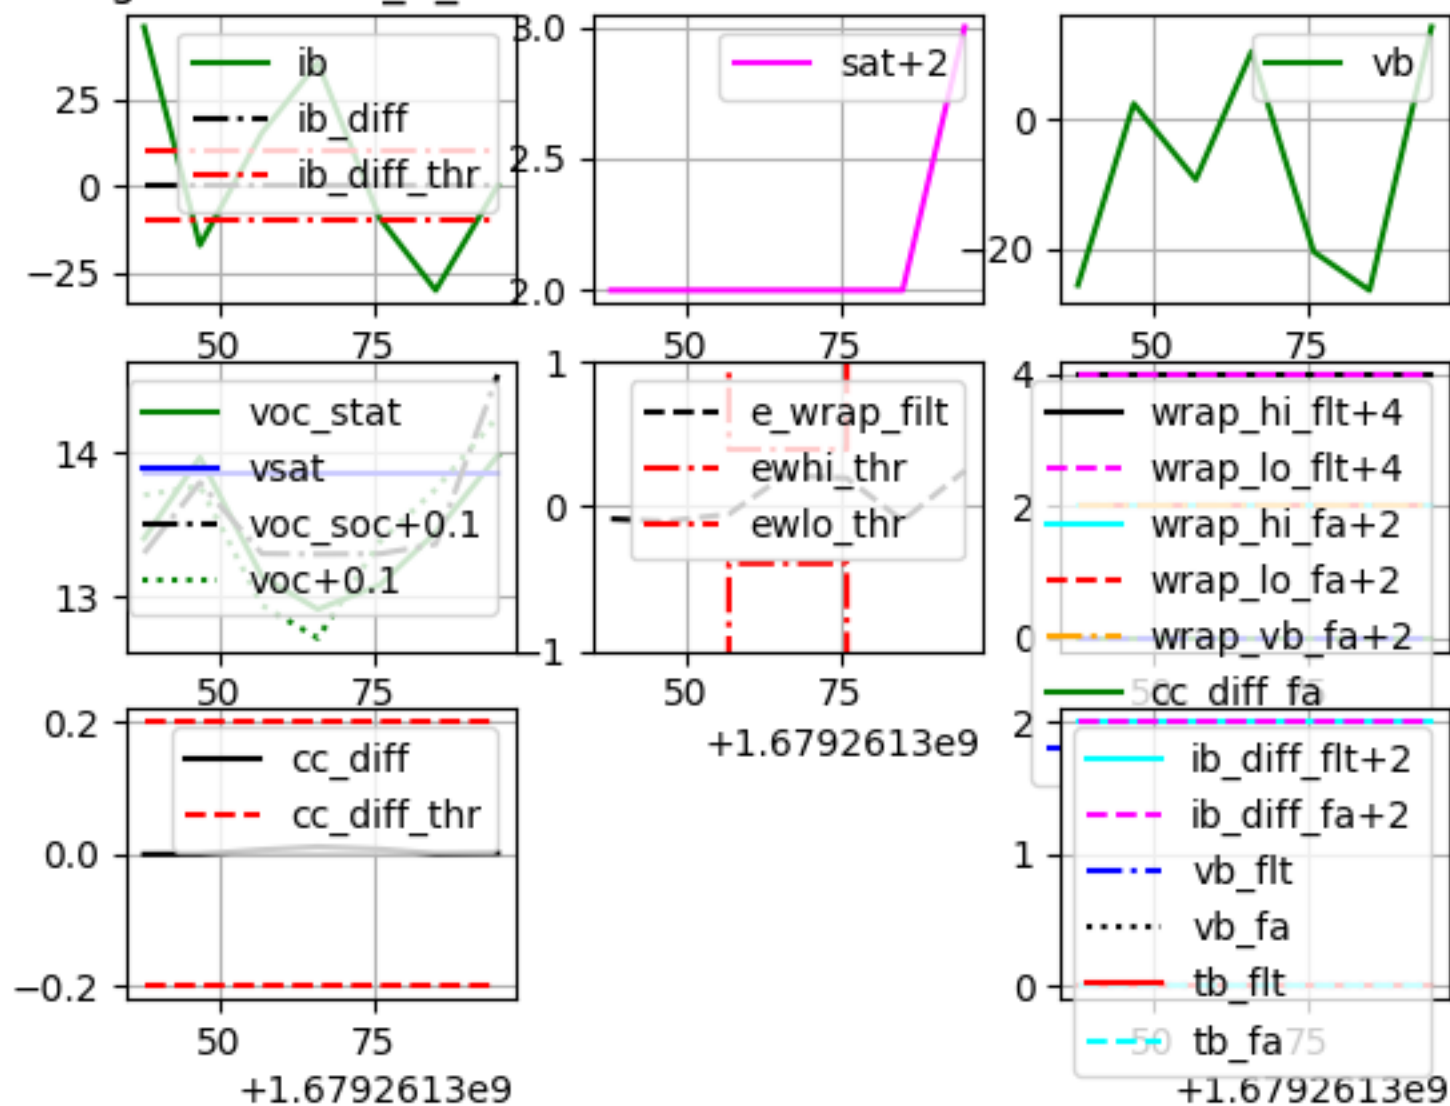 ib
ib_diff
ib_diff_thr
25
0
−25
50
75
sat+2
3.0
2.5
2.0
50
75
vb
0
−20
50
75
voc_stat
vsat
voc_soc+0.1
voc+0.1
14
13
50
75
e_wrap_filt
ewhi_thr
ewlo_thr
1
0
−1
50
75
+1.6792613e9
wrap_hi_flt+4
wrap_lo_flt+4
wrap_hi_fa+2
wrap_lo_fa+2
wrap_vb_fa+2
cc_diff_fa
4
2
0
50
75
cc_diff
cc_diff_thr
0.2
0.0
−0.2
50
75
+1.6792613e9
ib_diff_flt+2
ib_diff_fa+2
vb_flt
vb_fa
tb_flt
tb_fa
2
1
0
50
75
+1.6792613e9